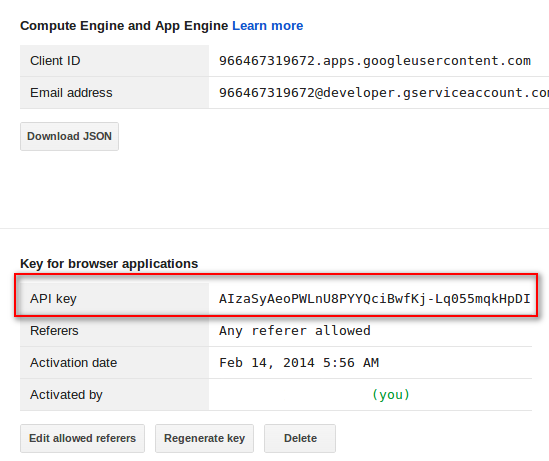 Compute Engine and App Engine Learn more
Client ID 966467319672.apps.googleusercontent.com
Email address 966467319672@developer.gserviceaccount.co
Download JSON
Key for browser applications
API key AIzaSyAeoPWLnU8PYYQciBwfKj-Lq055mqkHpDI
Referers Any referer allowed
Activation date Feb 14, 2014 5:56 AM
Activated by (you)
Edit allowed referers Regenerate key Delete